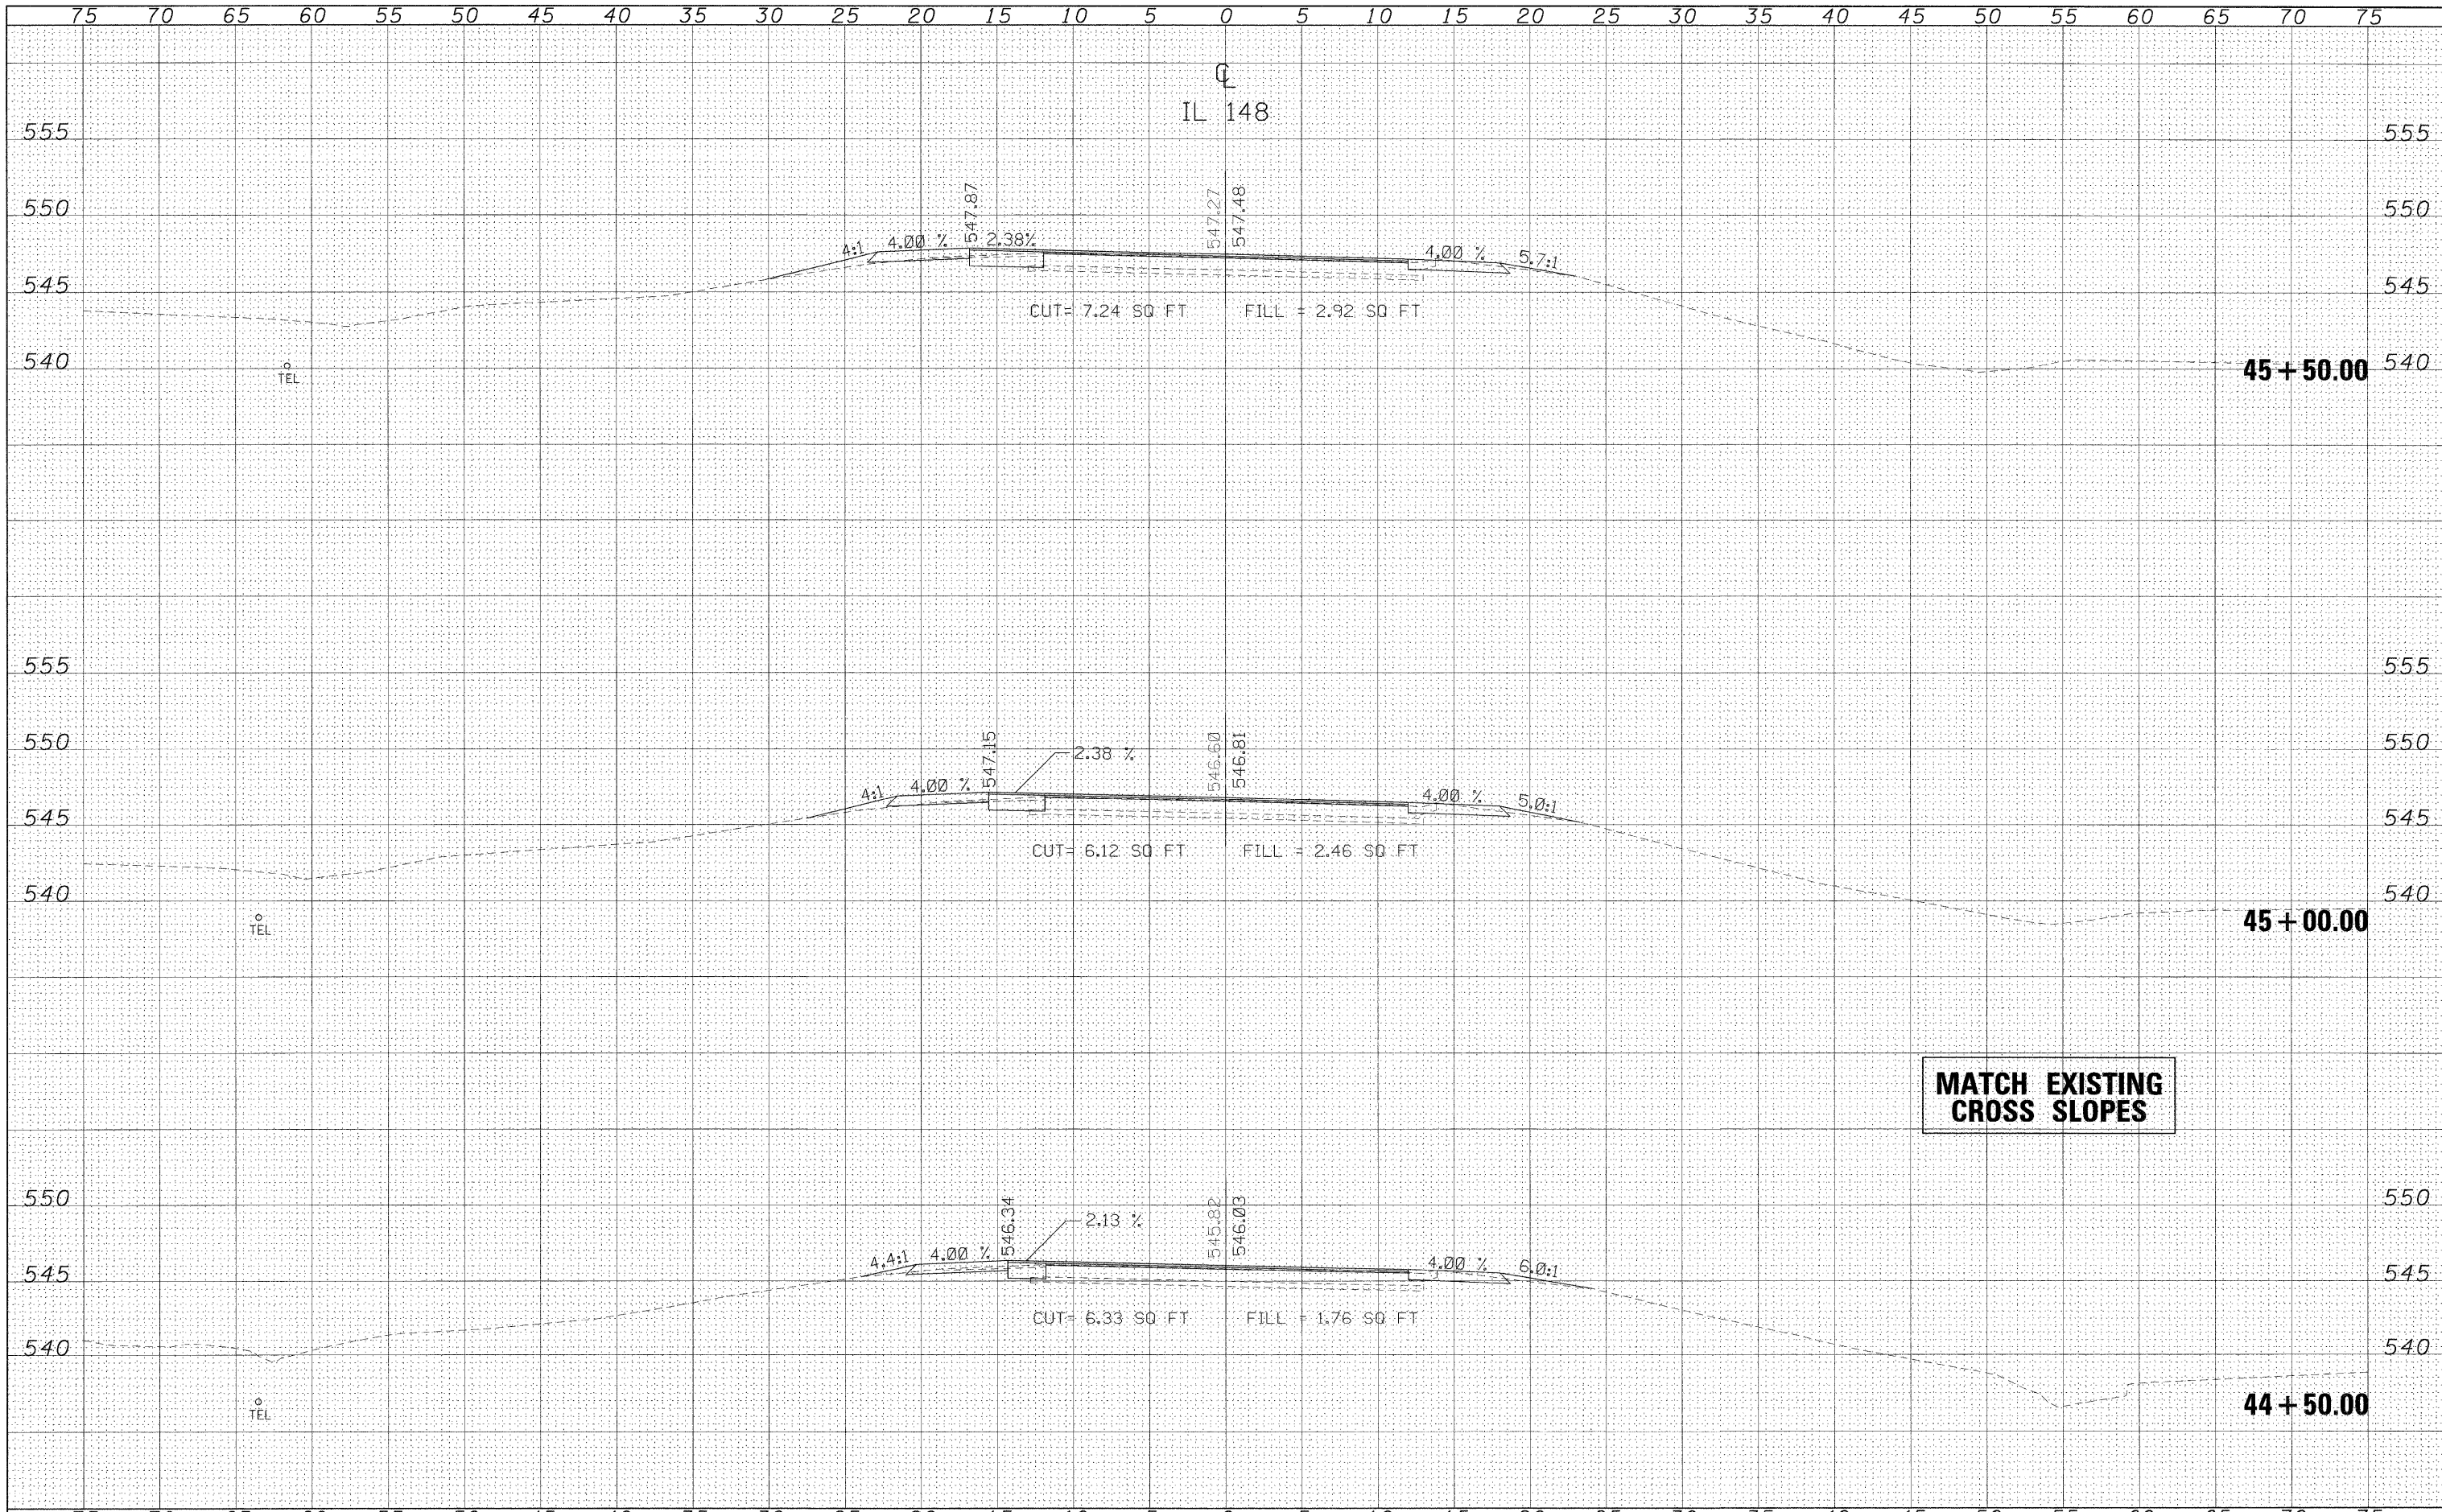 75 70 65 60 55 50 45 40 35 30 25 20 15 10 5 0 5 10 15 20 25 30 35 40 45 50 55 60 65 70 75
℄
IL 148
555 555
550 547.87 547.27 547.48 550
4:1 4.00 % 2.38% 4.00 % 5.7:1
545 545
CUT= 7.24 SQ FT FILL = 2.92 SQ FT
540 TEL 45+50.00 540
555 555
550 547.15 2.38 % 546.60 546.81 550
4:1 4.00 % 4.00 % 5.0:1
545 545
CUT= 6.12 SQ FT FILL = 2.46 SQ FT
540 540
TEL 45+00.00
MATCH EXISTING
CROSS SLOPES
550 550
546.34 2.13 % 545.82 546.03
4.4:1 4.00 % 4.00 % 6.0:1
545 545
CUT= 6.33 SQ FT FILL = 1.76 SQ FT
540 540
TEL 44+50.00